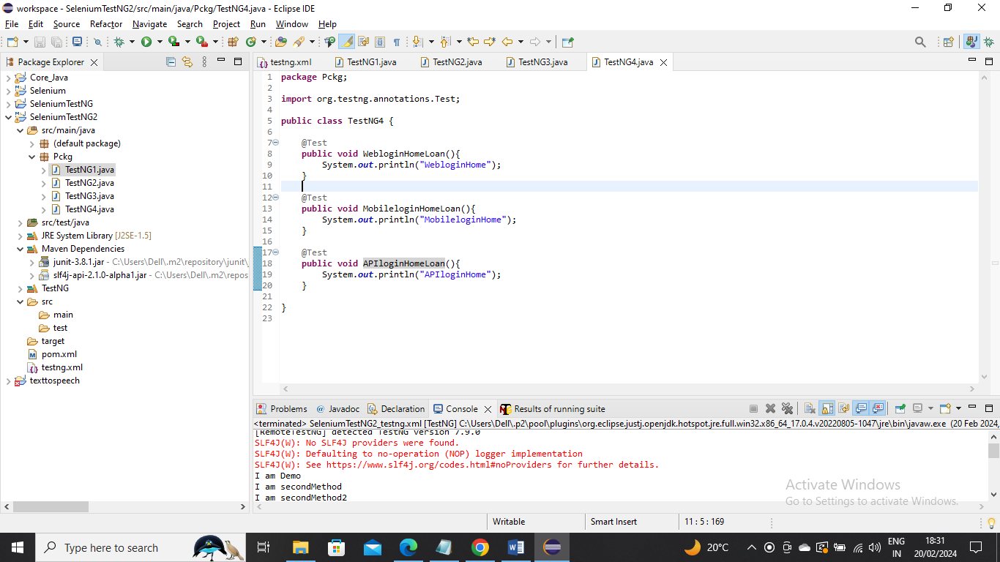 workspace - SeleniumTestNG2/src/main/java/Pckg/TestNG4.java - Eclipse IDE
File Edit Source Refactor Navigate Search Project Run Window Help
Package Explorer
Core_Java
Selenium
SeleniumTestNG
SeleniumTestNG2
src/main/java
(default package)
Pckg
TestNG1.java
TestNG2.java
TestNG3.java
TestNG4.java
src/test/java
JRE System Library [J2SE-1.5]
Maven Dependencies
junit-3.8.1.jar - C:\Users\Dell\.m2\repository\junit\
slf4j-api-2.1.0-alpha1.jar - C:\Users\Dell\.m2\repos
TestNG
src
main
test
target
pom.xml
testng.xml
texttospeech
testng.xml TestNG1.java TestNG2.java TestNG3.java TestNG4.java
1 package Pckg;
2
3 import org.testng.annotations.Test;
4
5 public class TestNG4 {
6
7 @Test
8 public void WebloginHomeLoan(){
9 System.out.println("WebloginHome");
10 }
11
12 @Test
13 public void MobileloginHomeLoan(){
14 System.out.println("MobileloginHome");
15 }
16
17 @Test
18 public void APIloginHomeLoan(){
19 System.out.println("APIloginHome");
20 }
21
22 }
23
Problems @ Javadoc Declaration Console Results of running suite
<terminated> SeleniumTestNG2_testng.xml [TestNG] C:\Users\Dell\.p2\pool\plugins\org.eclipse.justj.openjdk.hotspot.jre.full.win32.x86_64_17.0.4.v20220805-1047\jre\bin\javaw.exe (20 Feb 2024,
[RemoteTestNG] detected TestNG version 7.9.0
SLF4J(W): No SLF4J providers were found.
SLF4J(W): Defaulting to no-operation (NOP) logger implementation
SLF4J(W): See https://www.slf4j.org/codes.html#noProviders for further details.
I am Demo
I am secondMethod
I am secondMethod2
Activate Windows
Go to Settings to activate Windows.
Writable Smart Insert 11 : 5 : 169
Type here to search
20°C
ENG
IN
18:31
20/02/2024